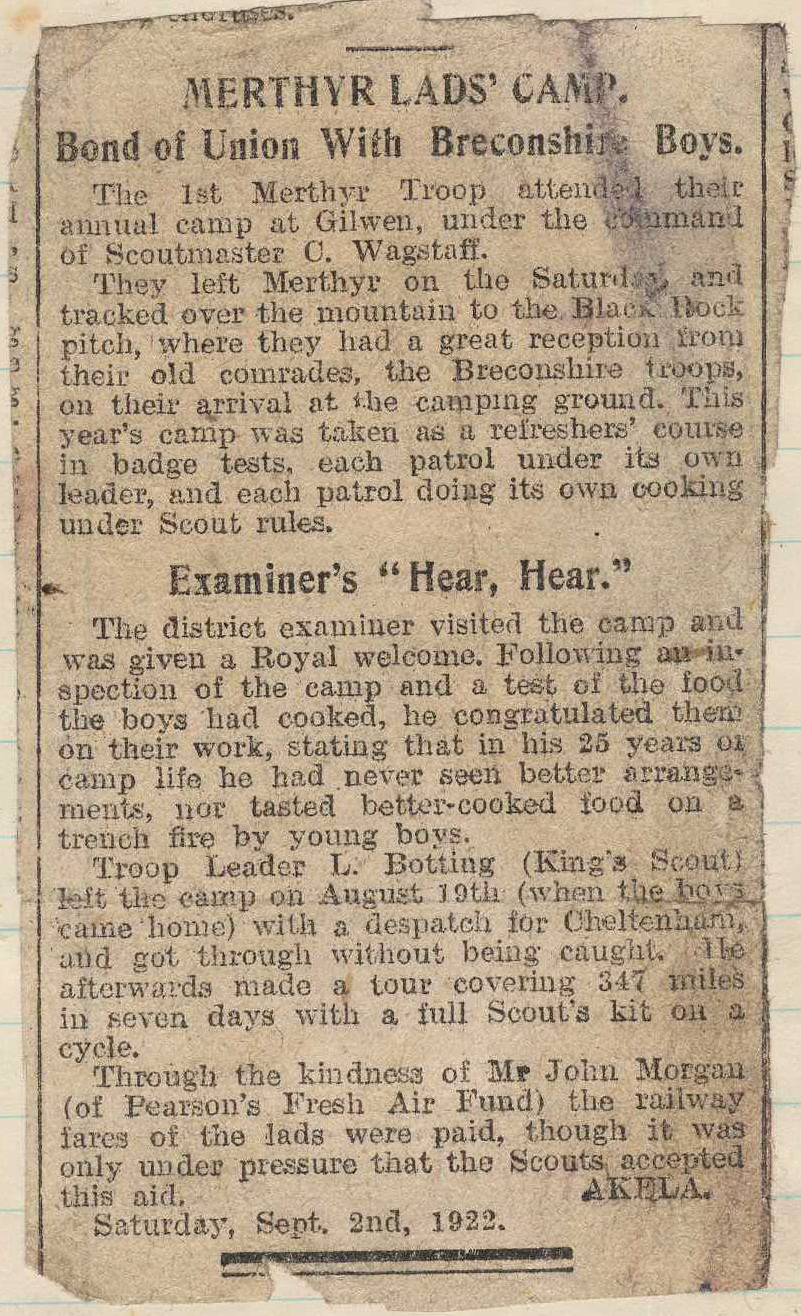 MERTHYR LADS' CAMP.
Bond of Union With Breconshire Boys.
The 1st Merthyr Troop attended their
annual camp at Gilwen, under the command
of Scoutmaster C. Wagstaff.
They left Merthyr on the Saturday, and
tracked over the mountain to the Black Rock
pitch, where they had a great reception from
their old comrades, the Breconshire troops,
on their arrival at the camping ground. This
year's camp was taken as a refreshers' course
in badge tests, each patrol under its own
leader, and each patrol doing its own cooking
under Scout rules.
Examiner's "Hear, Hear."
The district examiner visited the camp and
was given a Royal welcome. Following an in-
spection of the camp and a test of the food
the boys had cooked, he congratulated them
on their work, stating that in his 25 years of
camp life he had never seen better arrange-
ments, nor tasted better-cooked food on a
trench fire by young boys.
Troop Leader L. Botting (King's Scout)
left the camp on August 19th (when the boys
came home) with a despatch for Cheltenham,
and got through without being caught. He
afterwards made a tour covering 347 miles
in seven days with a full Scout's kit on a
cycle.
Through the kindness of Mr John Morgan
(of Pearson's Fresh Air Fund) the railway
fares of the lads were paid, though it was
only under pressure that the Scouts accepted
this aid. AKELA.
Saturday, Sept. 2nd, 1922.